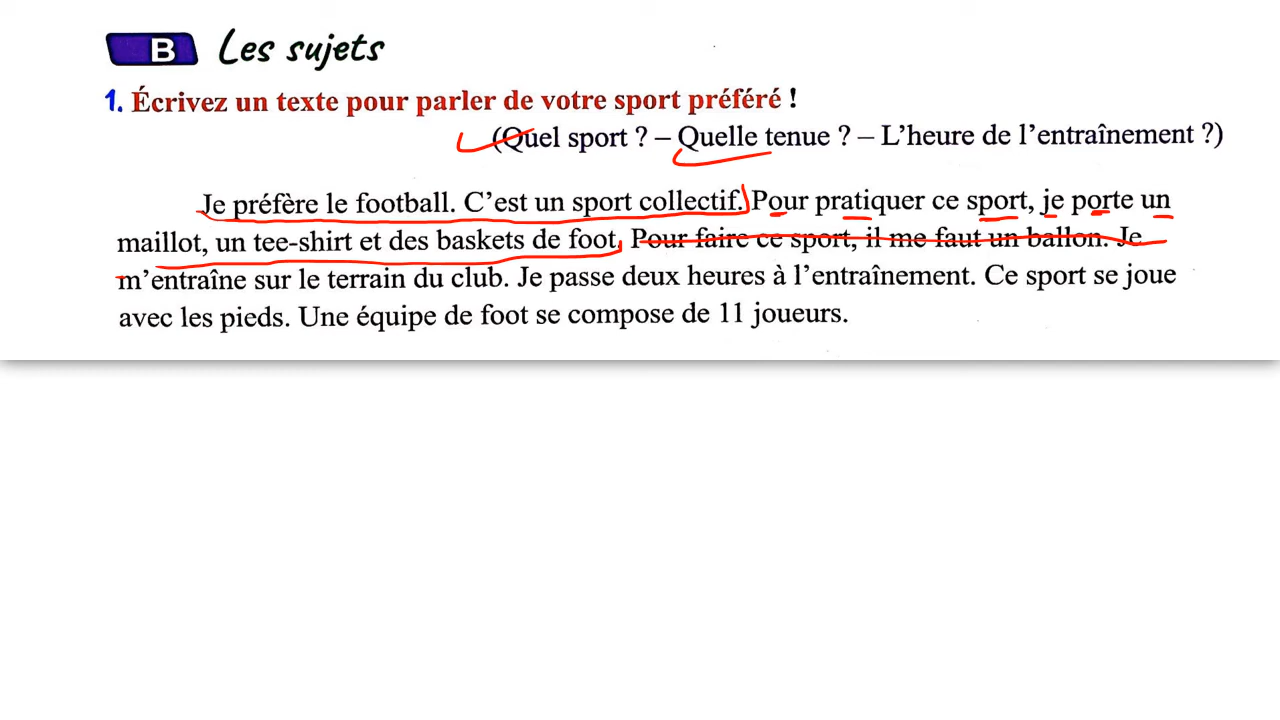 B Les sujets
1. Écrivez un texte pour parler de votre sport préféré !
(Quel sport ? – Quelle tenue ? – L’heure de l’entraînement ?)
Je préfère le football. C’est un sport collectif. Pour pratiquer ce sport, je porte un
maillot, un tee-shirt et des baskets de foot. Pour faire ce sport, il me faut un ballon. Je
m’entraîne sur le terrain du club. Je passe deux heures à l’entraînement. Ce sport se joue
avec les pieds. Une équipe de foot se compose de 11 joueurs.